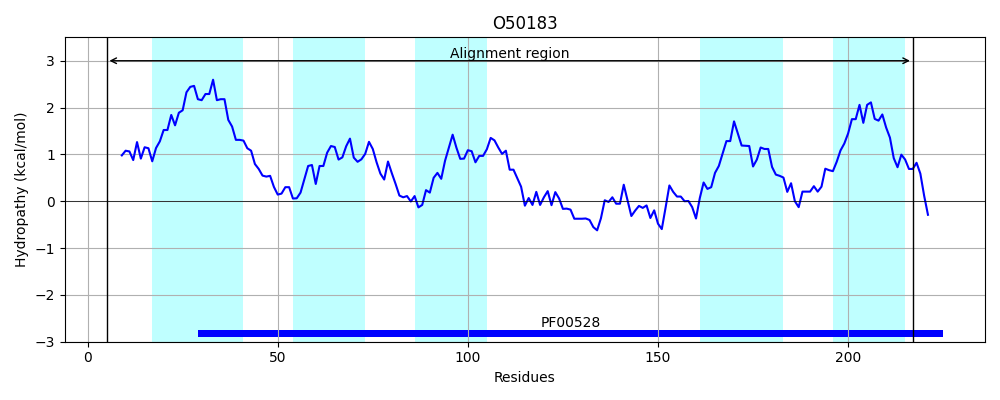 O50183
Alignment region
Hydropathy (kcal/mol)
3
2
1
0
−1
−2
−3
PF00528
0 50 100 150 200
Residues